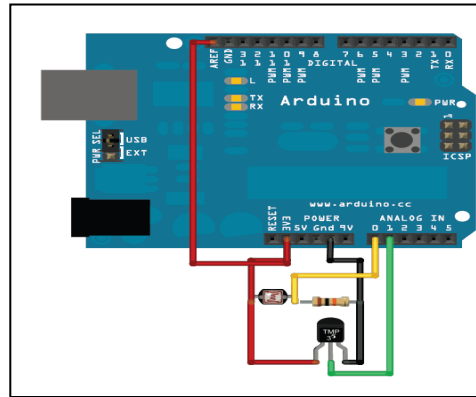 AREF
GND
13
12
11
10
9
8
7
6
5
4
3
2
1
0
PWM
PWM
PWM
PWM
PWM
PWM
TX
RX
DIGITAL
L
TX
RX
Arduino
PWR
PWR SEL
USB
EXT
ICSP
1
www.arduino.cc
POWER
ANALOG IN
RESET
3V3
5V
Gnd
9V
0
1
2
3
4
5
TMP